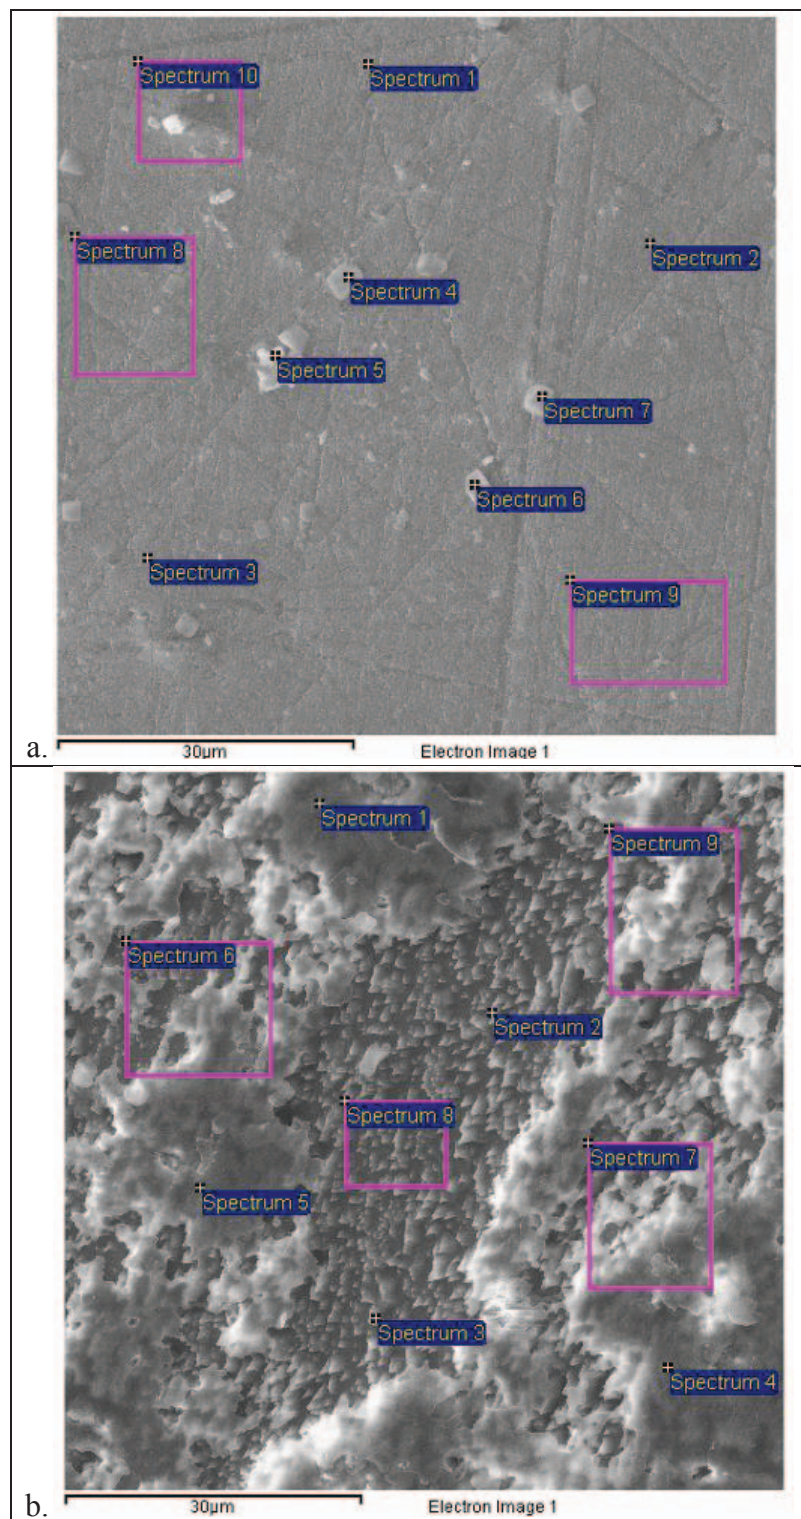 Spectrum 10
Spectrum 1
Spectrum 8
Spectrum 2
Spectrum 4
Spectrum 5
Spectrum 7
Spectrum 6
Spectrum 3
Spectrum 9
a.
30µm
Electron Image 1
Spectrum 1
Spectrum 9
Spectrum 6
Spectrum 2
Spectrum 8
Spectrum 7
Spectrum 5
Spectrum 3
Spectrum 4
b.
30µm
Electron Image 1